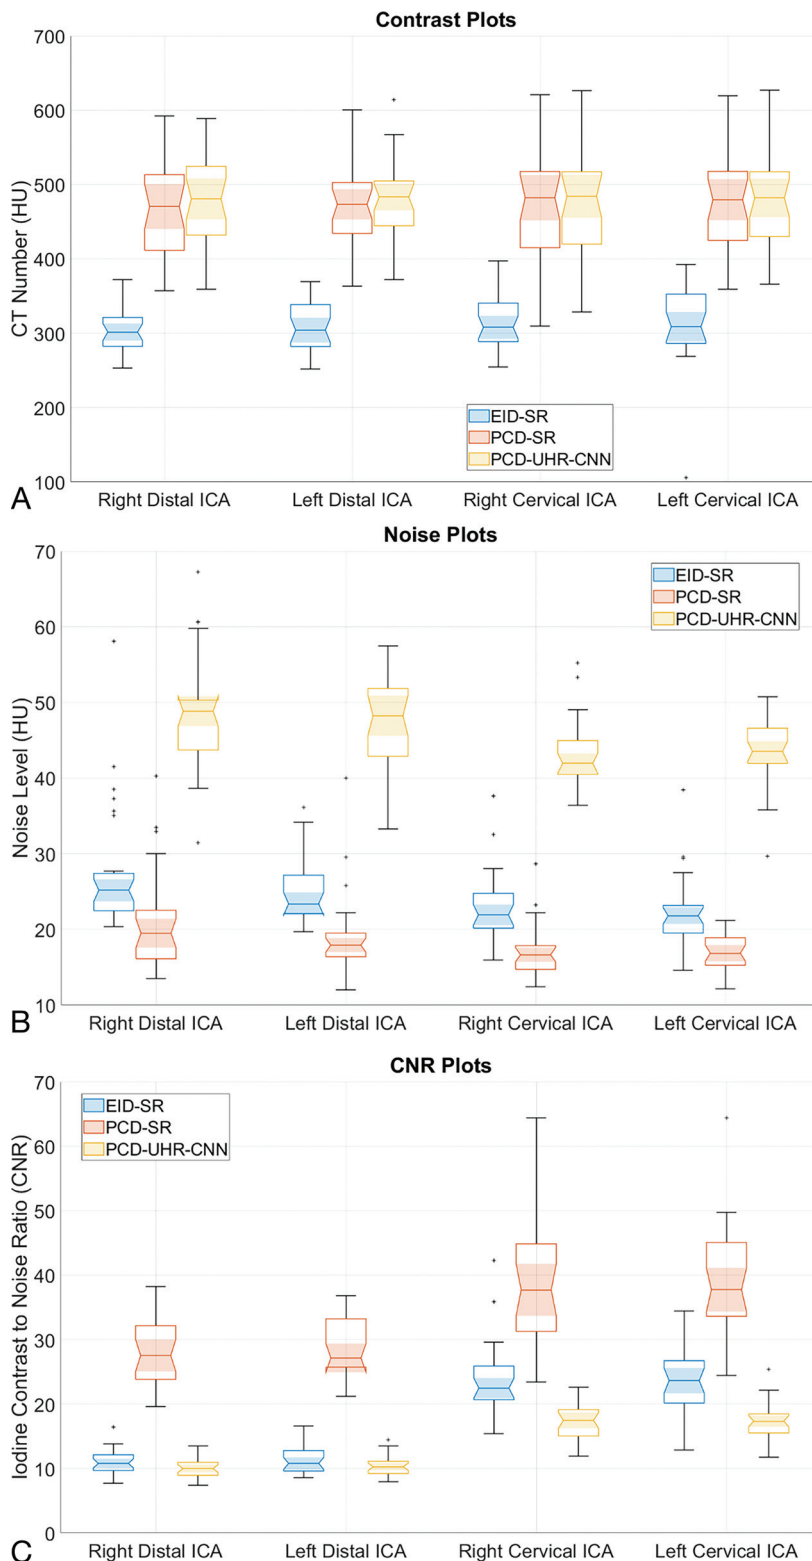 Contrast Plots
700
600
500
400
300
200
100
CT Number (HU)
EID-SR
PCD-SR
PCD-UHR-CNN
Right Distal ICA Left Distal ICA Right Cervical ICA Left Cervical ICA
A
Noise Plots
70
60
50
40
30
20
10
Noise Level (HU)
EID-SR
PCD-SR
PCD-UHR-CNN
Right Distal ICA Left Distal ICA Right Cervical ICA Left Cervical ICA
B
CNR Plots
70
60
50
40
30
20
10
0
Iodine Contrast to Noise Ratio (CNR)
EID-SR
PCD-SR
PCD-UHR-CNN
Right Distal ICA Left Distal ICA Right Cervical ICA Left Cervical ICA
C